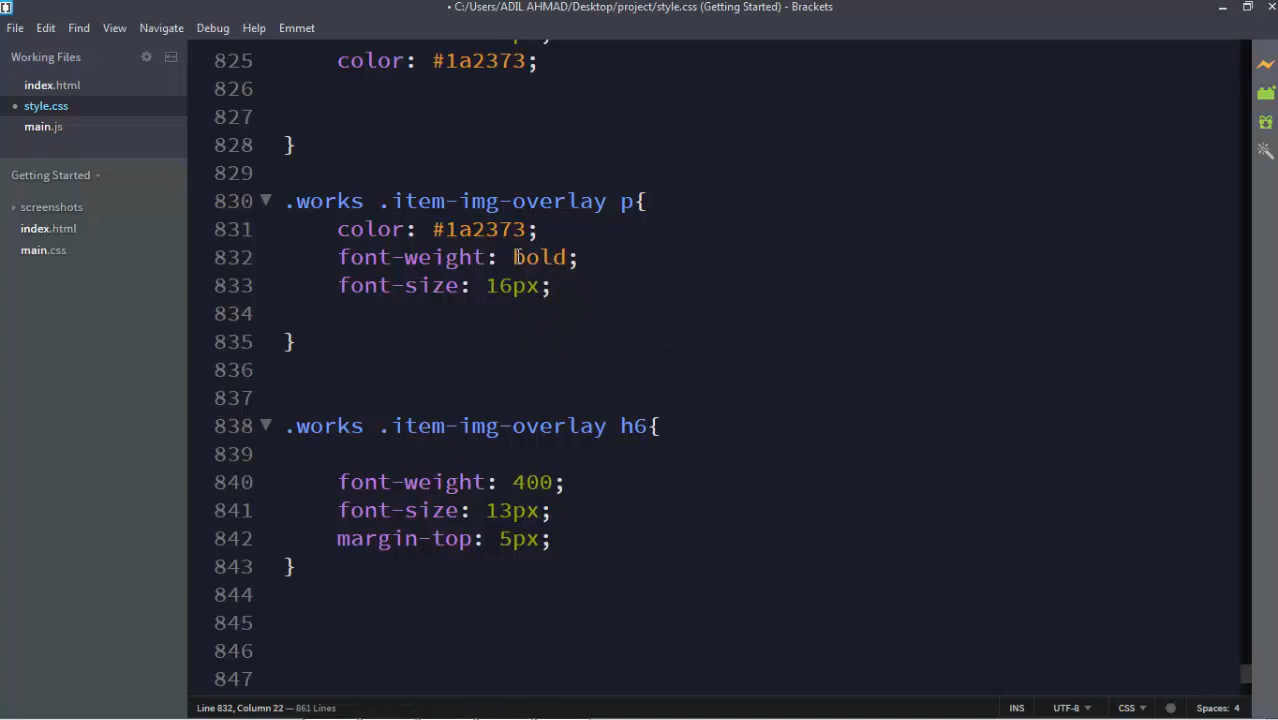 • C:/Users/ADIL AHMAD/Desktop/project/style.css (Getting Started) - Brackets
File Edit Find View Navigate Debug Help Emmet
Working Files
index.html
style.css
main.js
Getting Started
screenshots
index.html
main.css
825 color: #1a2373;
826
827
828 }
829
830 .works .item-img-overlay p{
831 color: #1a2373;
832 font-weight: bold;
833 font-size: 16px;
834
835 }
836
837
838 .works .item-img-overlay h6{
839
840 font-weight: 400;
841 font-size: 13px;
842 margin-top: 5px;
843 }
844
845
846
847
Line 832, Column 22 — 861 Lines INS UTF-8 CSS Spaces: 4